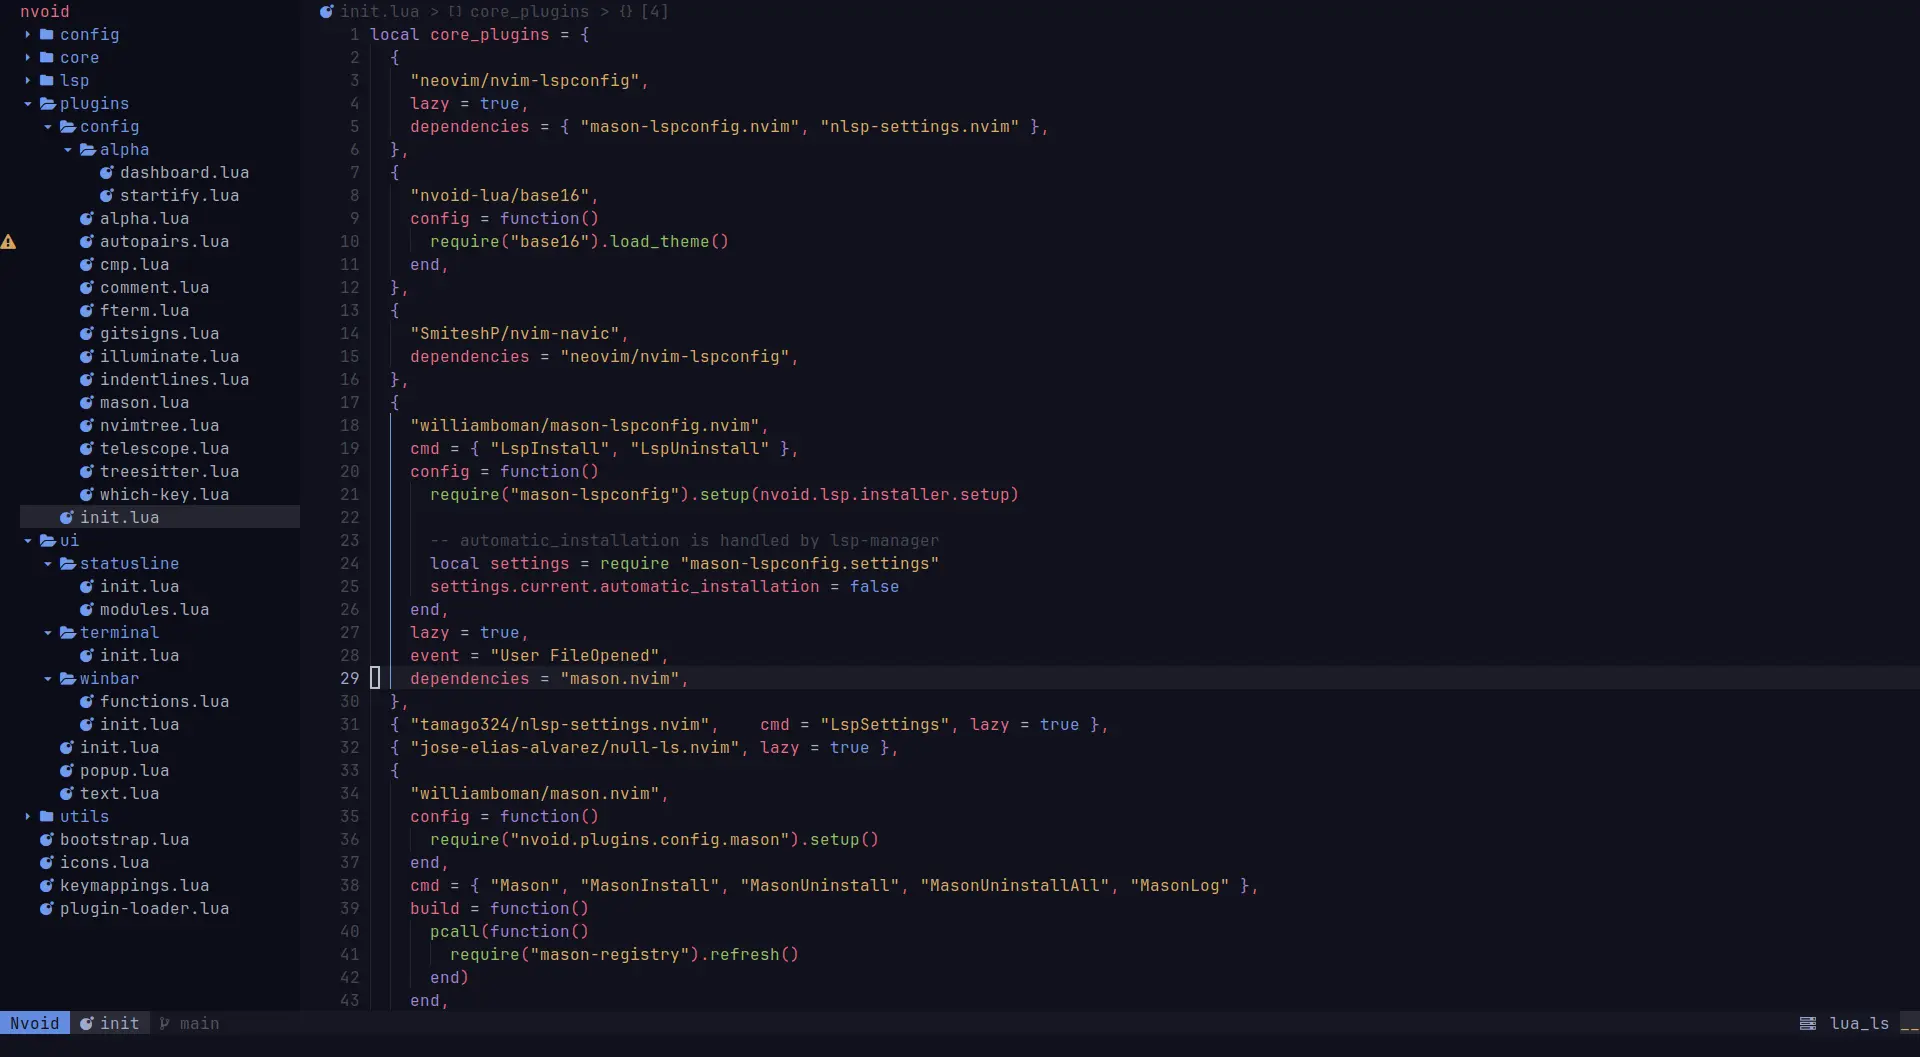 nvoid
config
core
lsp
plugins
config
alpha
dashboard.lua
startify.lua
alpha.lua
autopairs.lua
cmp.lua
comment.lua
fterm.lua
gitsigns.lua
illuminate.lua
indentlines.lua
mason.lua
nvimtree.lua
telescope.lua
treesitter.lua
which-key.lua
init.lua
ui
statusline
init.lua
modules.lua
terminal
init.lua
winbar
functions.lua
init.lua
init.lua
popup.lua
text.lua
utils
bootstrap.lua
icons.lua
keymappings.lua
plugin-loader.lua
init.lua > [] core_plugins > {} [4]
1 local core_plugins = {
2   {
3     "neovim/nvim-lspconfig",
4     lazy = true,
5     dependencies = { "mason-lspconfig.nvim", "nlsp-settings.nvim" },
6   },
7   {
8     "nvoid-lua/base16",
9     config = function()
10       require("base16").load_theme()
11     end,
12   },
13   {
14     "SmiteshP/nvim-navic",
15     dependencies = "neovim/nvim-lspconfig",
16   },
17   {
18     "williamboman/mason-lspconfig.nvim",
19     cmd = { "LspInstall", "LspUninstall" },
20     config = function()
21       require("mason-lspconfig").setup(nvoid.lsp.installer.setup)
22
23       -- automatic_installation is handled by lsp-manager
24       local settings = require "mason-lspconfig.settings"
25       settings.current.automatic_installation = false
26     end,
27     lazy = true,
28     event = "User FileOpened",
29     dependencies = "mason.nvim",
30   },
31   { "tamago324/nlsp-settings.nvim",    cmd = "LspSettings", lazy = true },
32   { "jose-elias-alvarez/null-ls.nvim", lazy = true },
33   {
34     "williamboman/mason.nvim",
35     config = function()
36       require("nvoid.plugins.config.mason").setup()
37     end,
38     cmd = { "Mason", "MasonInstall", "MasonUninstall", "MasonUninstallAll", "MasonLog" },
39     build = function()
40       pcall(function()
41         require("mason-registry").refresh()
42       end)
43     end,
Nvoid init main lua_ls __